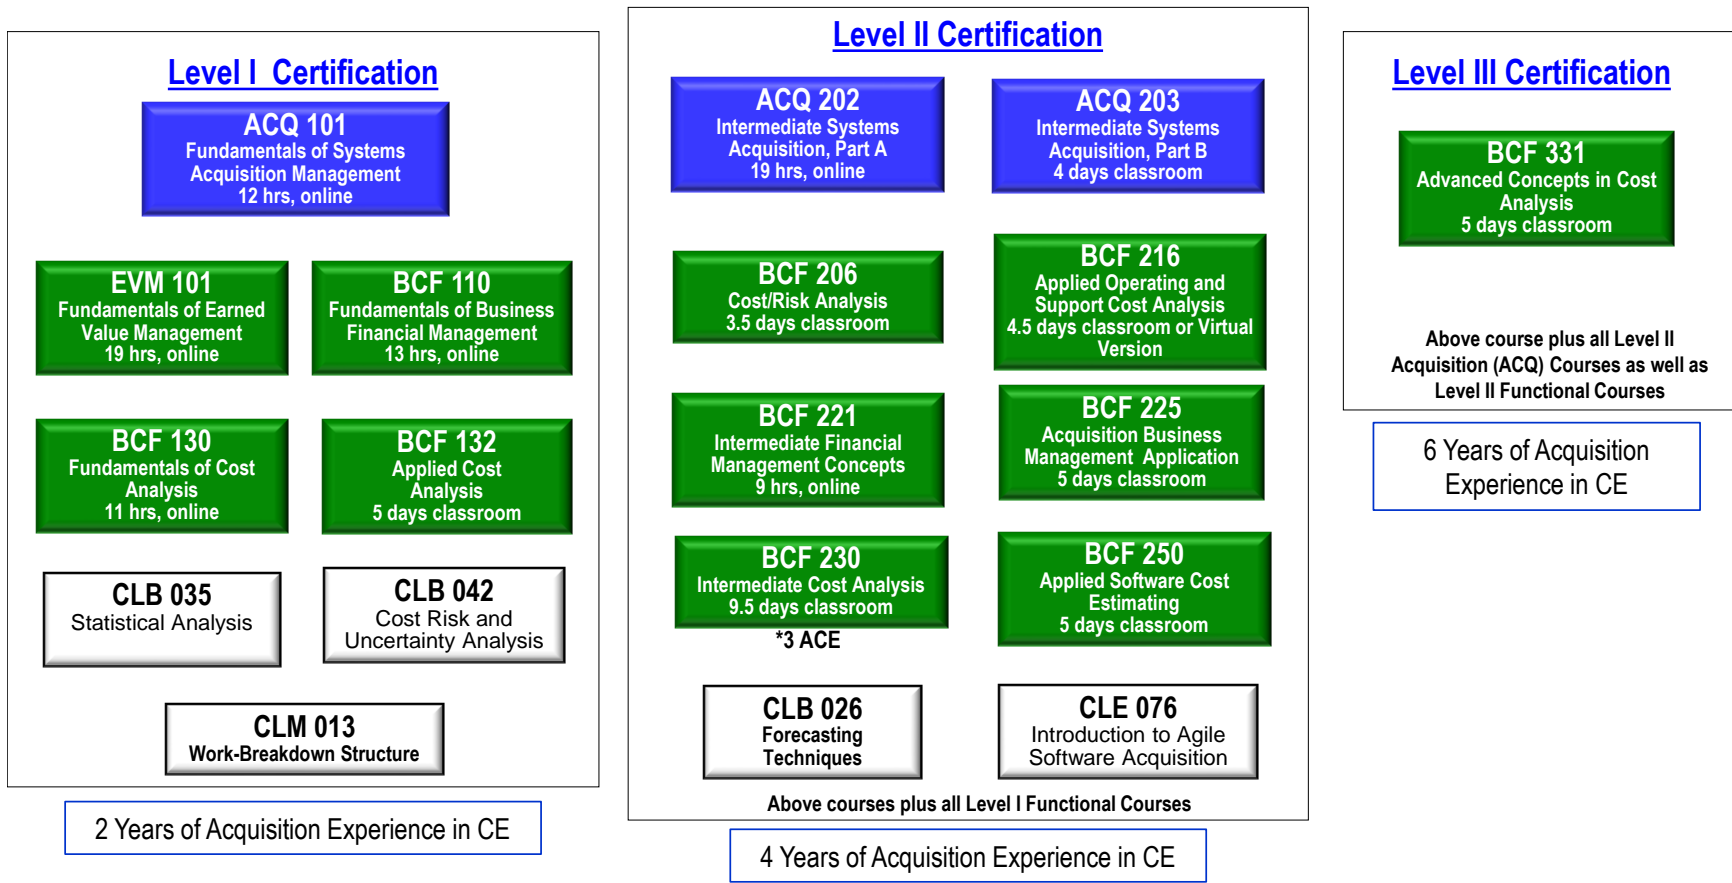 Level I  Certification
ACQ 101
Fundamentals of Systems
Acquisition Management
12 hrs, online
EVM 101
Fundamentals of Earned
Value Management
19 hrs, online
BCF 110
Fundamentals of Business
Financial Management
13 hrs, online
BCF 130
Fundamentals of Cost
Analysis
11 hrs, online
BCF 132
Applied Cost
Analysis
5 days classroom
CLB 035
Statistical Analysis
CLB 042
Cost Risk and
Uncertainty Analysis
CLM 013
Work-Breakdown Structure
2 Years of Acquisition Experience in CE
Level II Certification
ACQ 202
Intermediate Systems
Acquisition, Part A
19 hrs, online
ACQ 203
Intermediate Systems
Acquisition, Part B
4 days classroom
BCF 206
Cost/Risk Analysis
3.5 days classroom
BCF 216
Applied Operating and
Support Cost Analysis
4.5 days classroom or Virtual
Version
BCF 221
Intermediate Financial
Management Concepts
9 hrs, online
BCF 225
Acquisition Business
Management  Application
5 days classroom
BCF 230
Intermediate Cost Analysis
9.5 days classroom
*3 ACE
BCF 250
Applied Software Cost
Estimating
5 days classroom
CLB 026
Forecasting
Techniques
CLE 076
Introduction to Agile
Software Acquisition
Above courses plus all Level I Functional Courses
4 Years of Acquisition Experience in CE
Level III Certification
BCF 331
Advanced Concepts in Cost
Analysis
5 days classroom
Above course plus all Level II
Acquisition (ACQ) Courses as well as
Level II Functional Courses
6 Years of Acquisition
Experience in CE